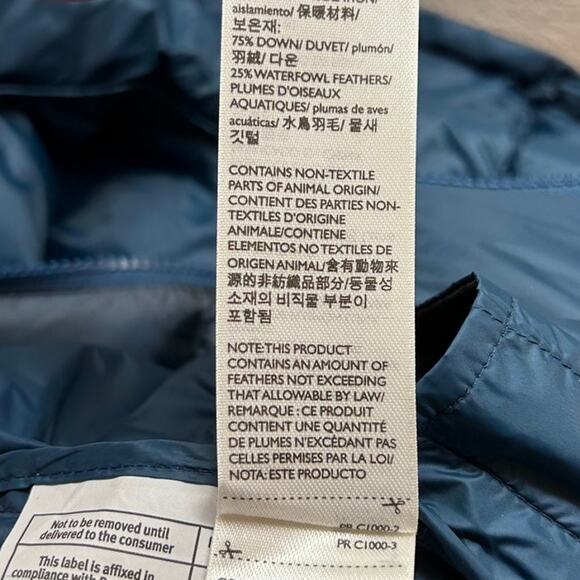 aislamiento/ 保暖材料/
보온재:
75% DOWN/ DUVET/ plumón/
羽絨/ 다운
25% WATERFOWL FEATHERS/
PLUMES D'OISEAUX
AQUATIQUES/ plumas de aves
acuáticas/ 水鳥羽毛/ 물새
깃털
CONTAINS NON-TEXTILE
PARTS OF ANIMAL ORIGIN/
CONTIENT DES PARTIES NON-
TEXTILES D'ORIGINE
ANIMALE/CONTIENE
ELEMENTOS NO TEXTILES DE
ORIGEN ANIMAL/含有動物來
源的非紡織品部分/동물성
소재의 비직물 부분이
포함됨
NOTE:THIS PRODUCT
CONTAINS AN AMOUNT OF
FEATHERS NOT EXCEEDING
THAT ALLOWABLE BY LAW/
REMARQUE : CE PRODUIT
CONTIENT UNE QUANTITÉ
DE PLUMES N'EXCÉDANT PAS
CELLES PERMISES PAR LA LOI/
NOTA: ESTE PRODUCTO
PR C1000-2
PR C1000-3
Not to be removed until
delivered to the consumer
This label is affixed in
compliance with